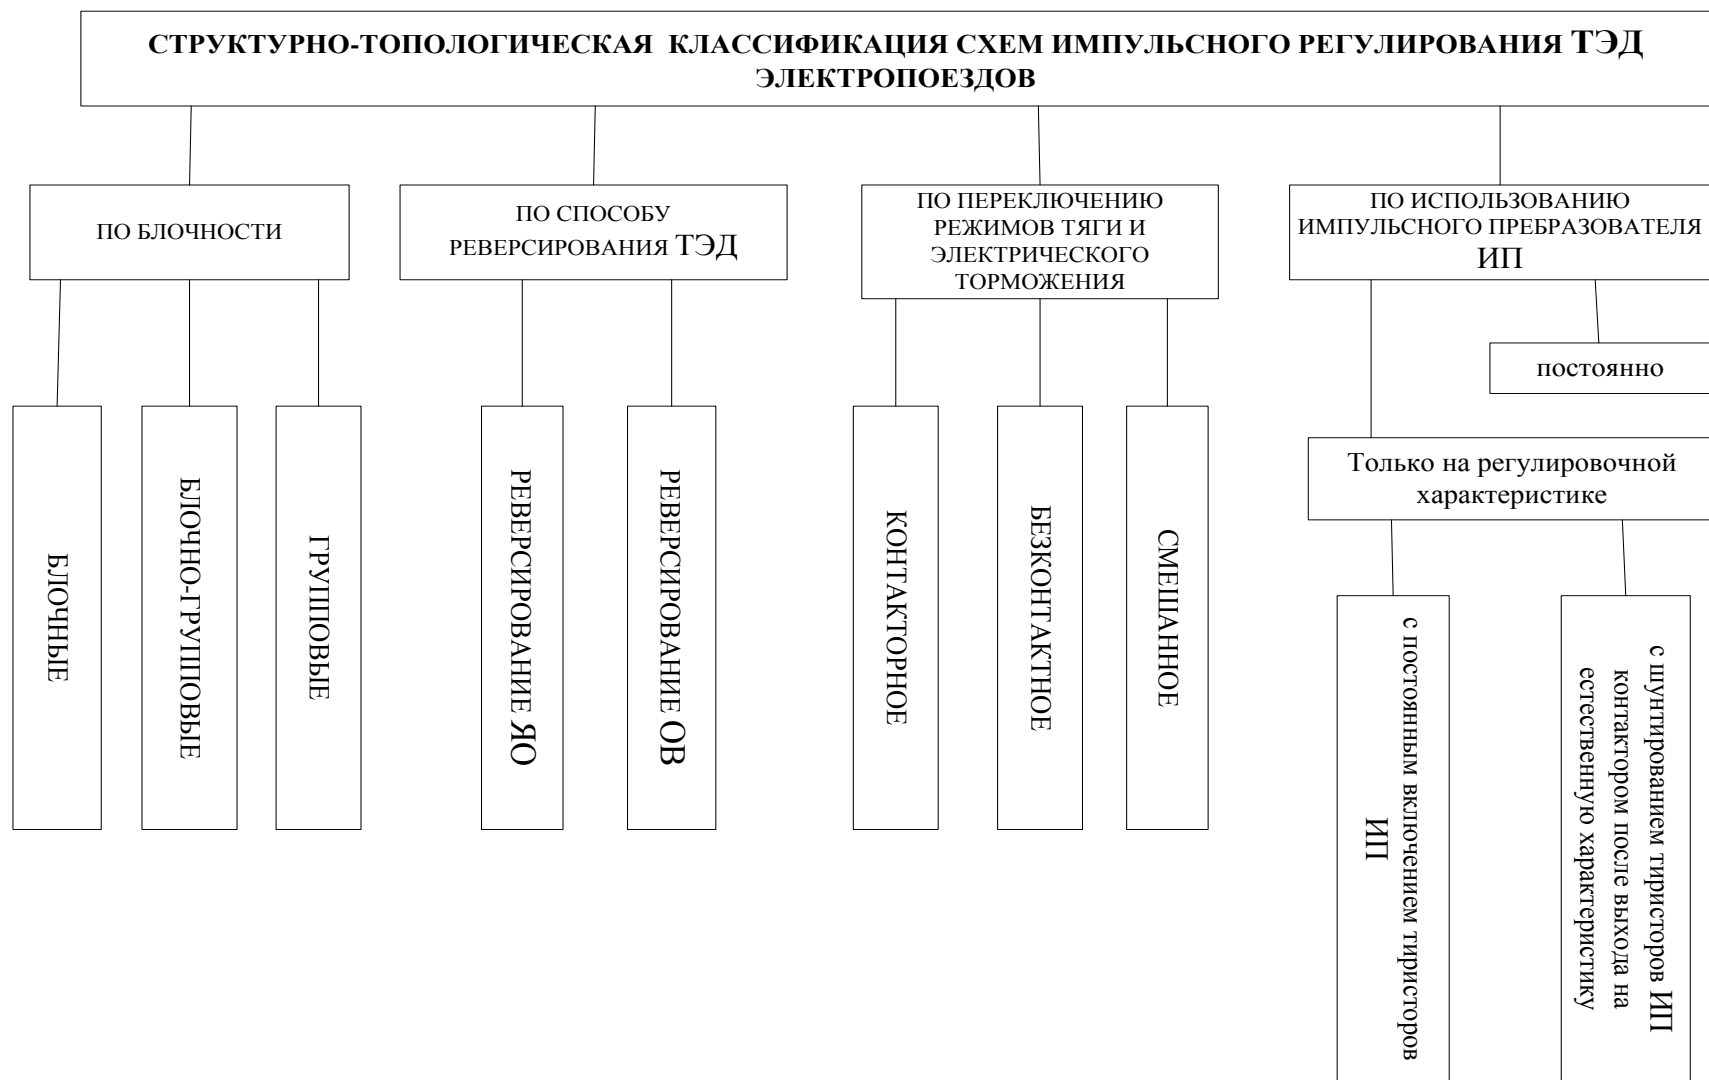 СТРУКТУРНО-ТОПОЛОГИЧЕСКАЯ КЛАССИФИКАЦИЯ СХЕМ ИМПУЛЬСНОГО РЕГУЛИРОВАНИЯ ТЭД
ЭЛЕКТРОПОЕЗДОВ
ПО БЛОЧНОСТИ
ПО СПОСОБУ
РЕВЕРСИРОВАНИЯ ТЭД
ПО ПЕРЕКЛЮЧЕНИЮ
РЕЖИМОВ ТЯГИ И
ЭЛЕКТРИЧЕСКОГО
ТОРМОЖЕНИЯ
ПО ИСПОЛЬЗОВАНИЮ
ИМПУЛЬСНОГО ПРЕБРАЗОВАТЕЛЯ
ИП
постоянно
Только на регулировочной
характеристике
БЛОЧНЫЕ
БЛОЧНО-ГРУППОВЫЕ
ГРУППОВЫЕ
РЕВЕРСИРОВАНИЕ ЯО
РЕВЕРСИРОВАНИЕ ОВ
КОНТАКТОРНОЕ
БЕЗКОНТАКТНОЕ
СМЕШАННОЕ
с постоянным включением тиристоров
ИП
с шунтированием тиристоров ИП
контактором после выхода на
естественную характеристику